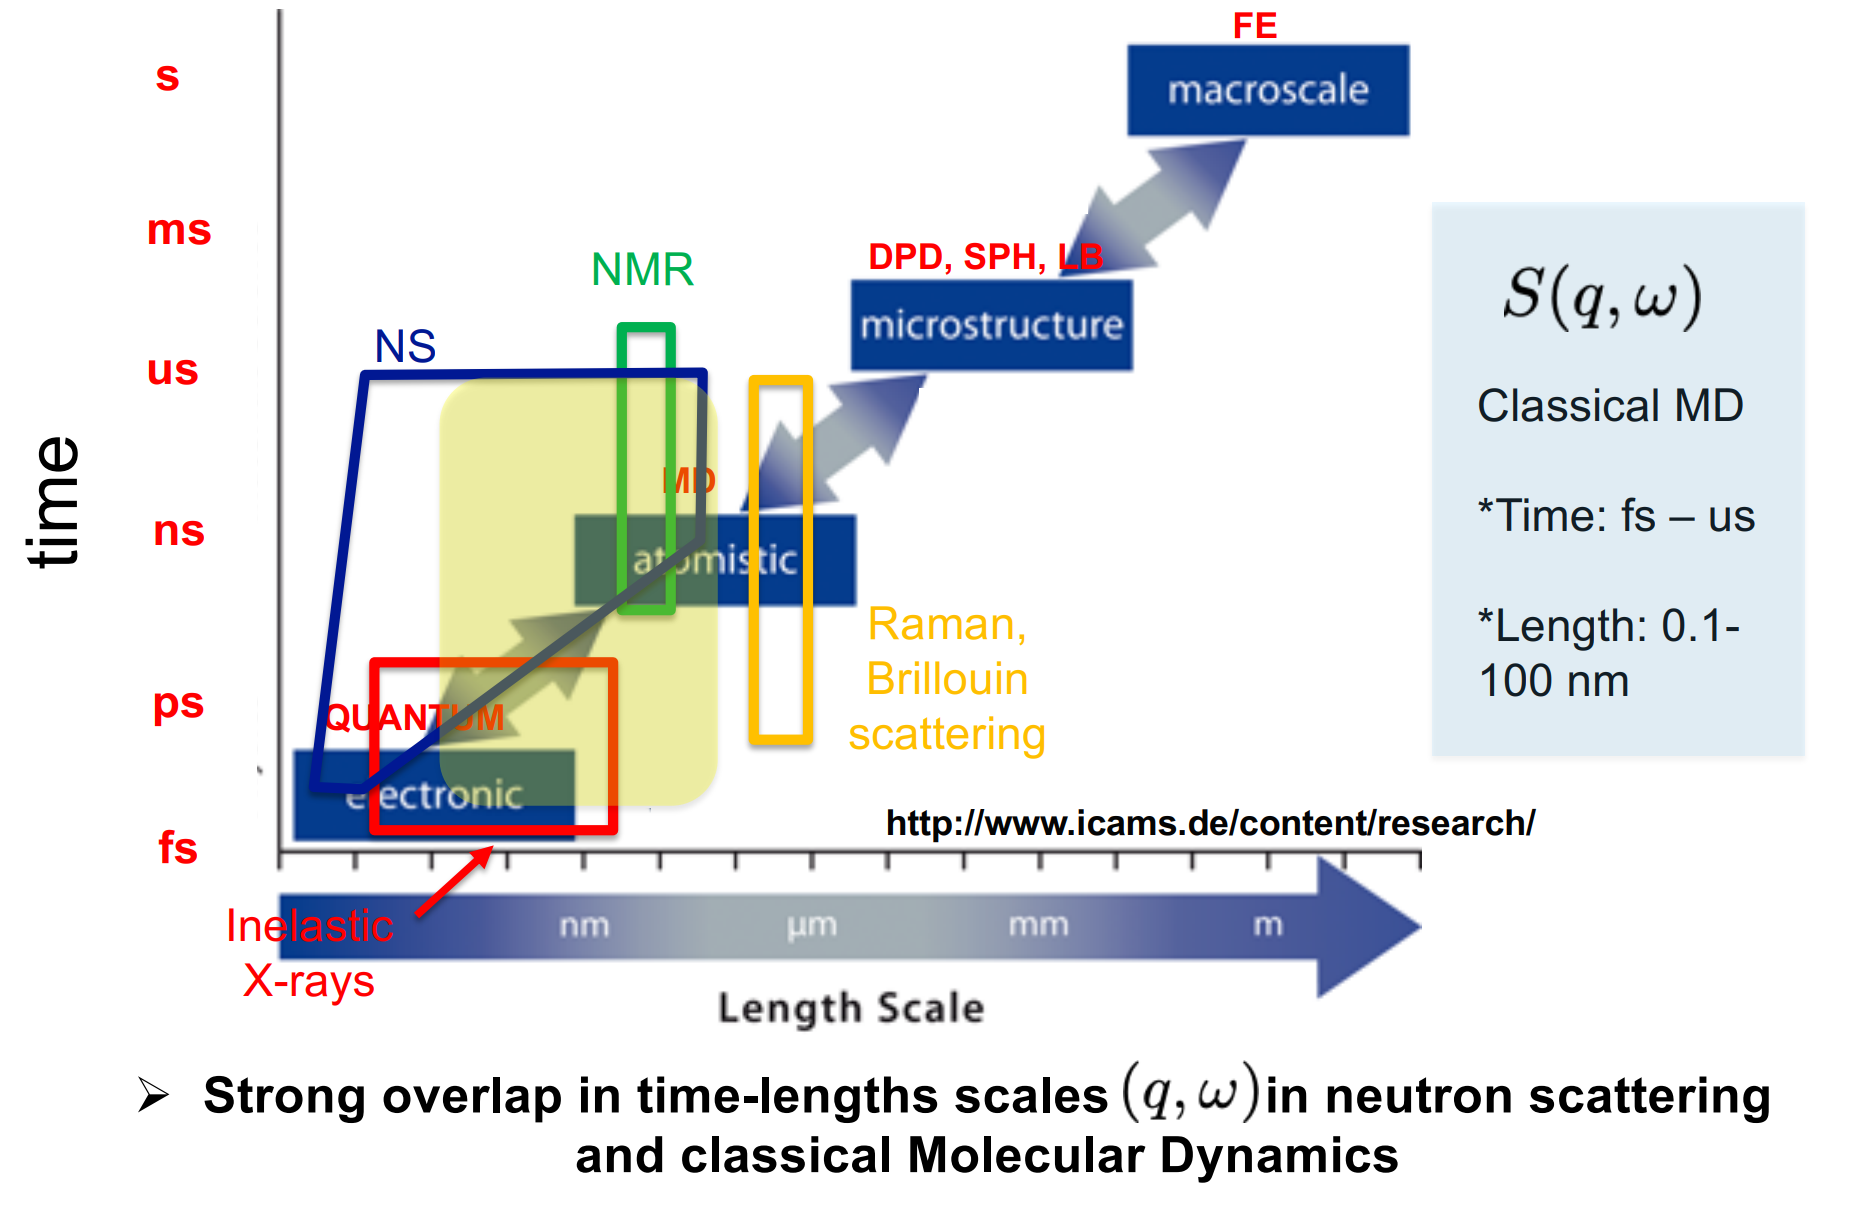 FE
s
macroscale
ms
DPD, SPH, LB
NMR
microstructure
NS
us
S(q, ω)
Classical MD
time
MD
ns
*Time: fs – us
atomistic
Raman,
Brillouin
scattering
*Length: 0.1-
100 nm
ps
QUANTUM
electronic
http://www.icams.de/content/research/
fs
Inelastic
X-rays
nm
µm
mm
m
Length Scale
➢ Strong overlap in time-lengths scales (q, ω) in neutron scattering
and classical Molecular Dynamics